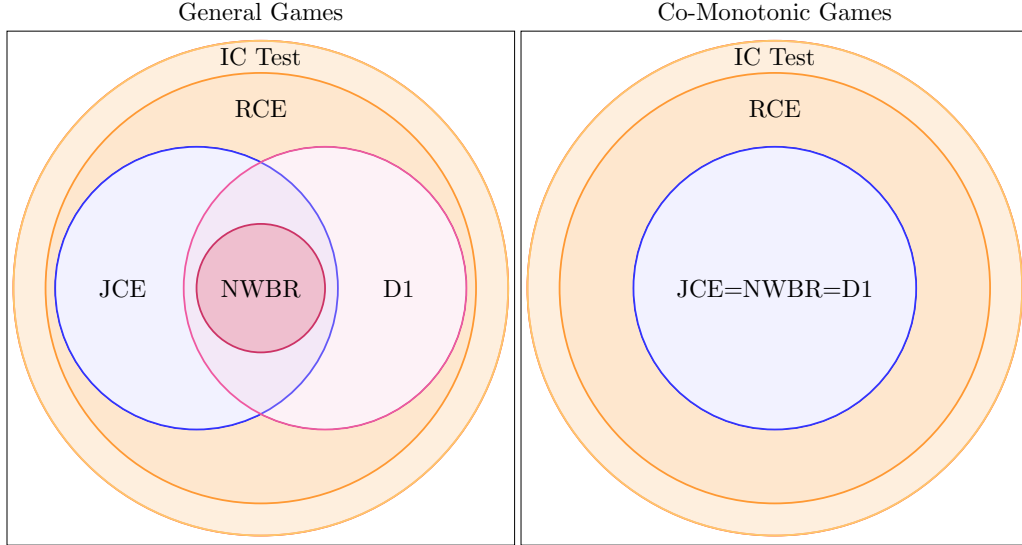 General Games
IC Test
RCE
JCE
NWBR
D1
Co-Monotonic Games
IC Test
RCE
JCE=NWBR=D1